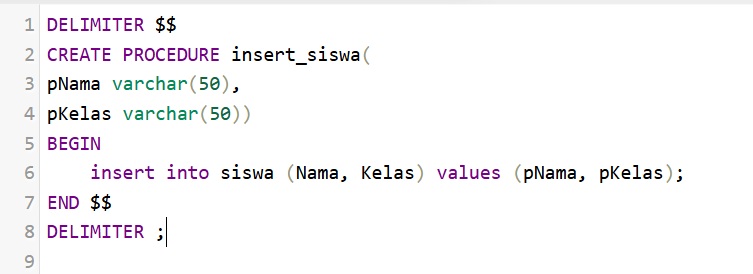 1 DELIMITER $$
2 CREATE PROCEDURE insert_siswa(
3 pNama varchar(50),
4 pKelas varchar(50))
5 BEGIN
6     insert into siswa (Nama, Kelas) values (pNama, pKelas);
7 END $$
8 DELIMITER ;
9